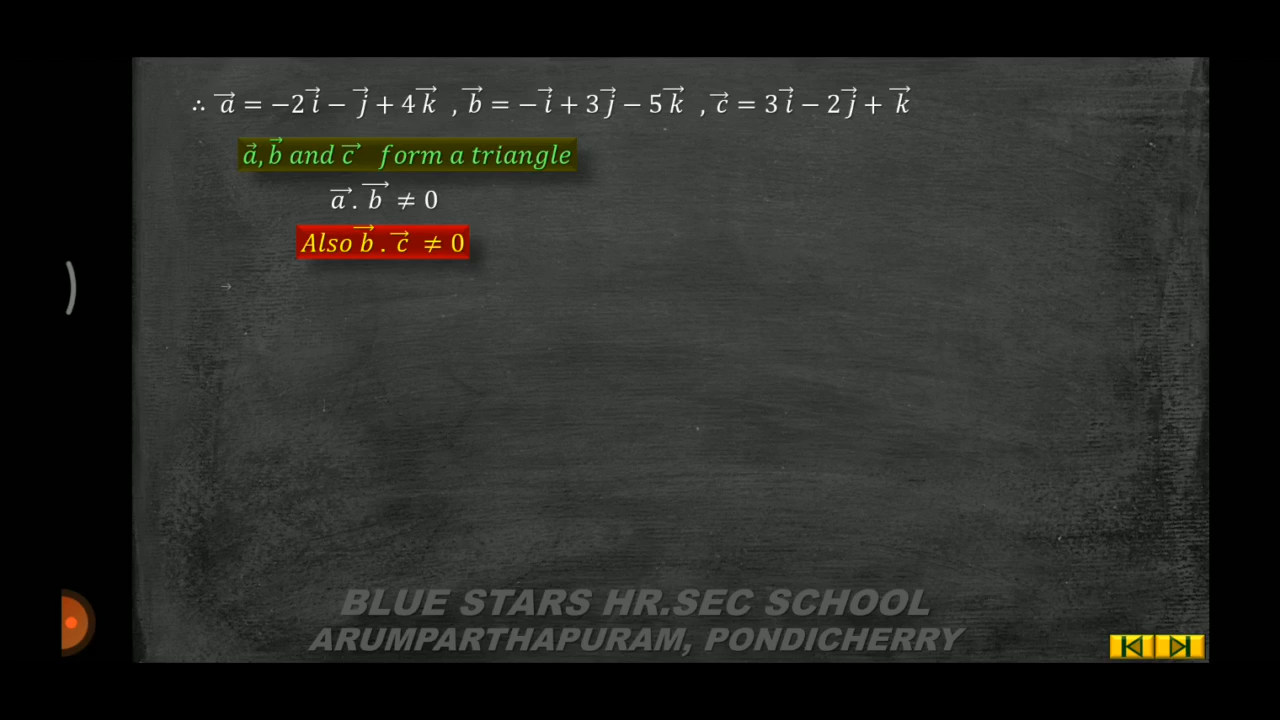 ∴ a⃗ = −2i⃗ − j⃗ + 4k⃗ , b⃗ = −i⃗ + 3j⃗ − 5k⃗ , c⃗ = 3i⃗ − 2j⃗ + k⃗
a⃗, b⃗ and c⃗ form a triangle
a⃗ . b⃗ ≠ 0
Also b⃗ . c⃗ ≠ 0
BLUE STARS HR.SEC SCHOOL
ARUMPARTHAPURAM, PONDICHERRY